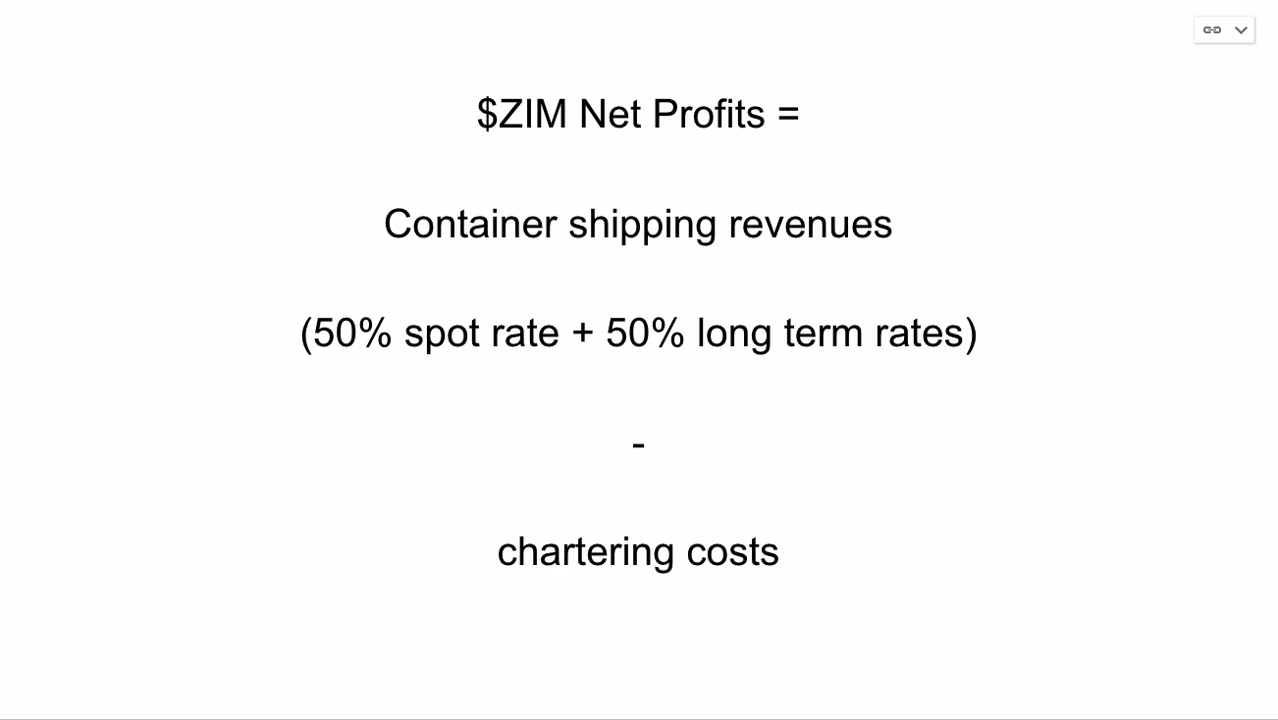 $ZIM Net Profits =
Container shipping revenues
(50% spot rate + 50% long term rates)
-
chartering costs